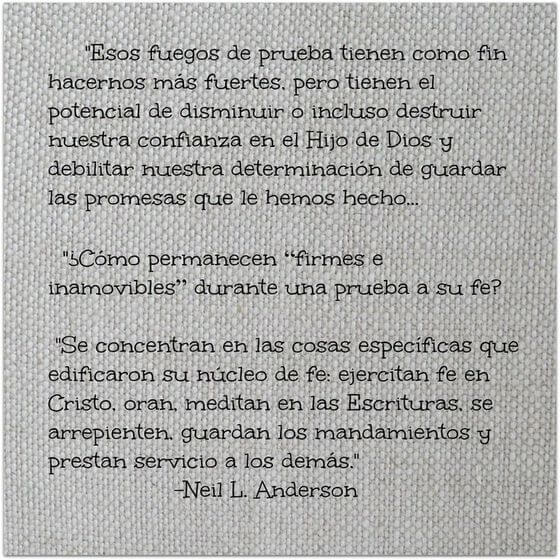 "Esos fuegos de prueba tienen como fin
hacernos más fuertes, pero tienen el
potencial de disminuir o incluso destruir
nuestra confianza en el Hijo de Dios y
debilitar nuestra determinación de guardar
las promesas que le hemos hecho...
"¿Cómo permanecen “firmes e
inamovibles” durante una prueba a su fe?
"Se concentran en las cosas específicas que
edificaron su núcleo de fe: ejercitan fe en
Cristo, oran, meditan en las Escrituras, se
arrepienten, guardan los mandamientos y
prestan servicio a los demás."
-Neil L. Anderson